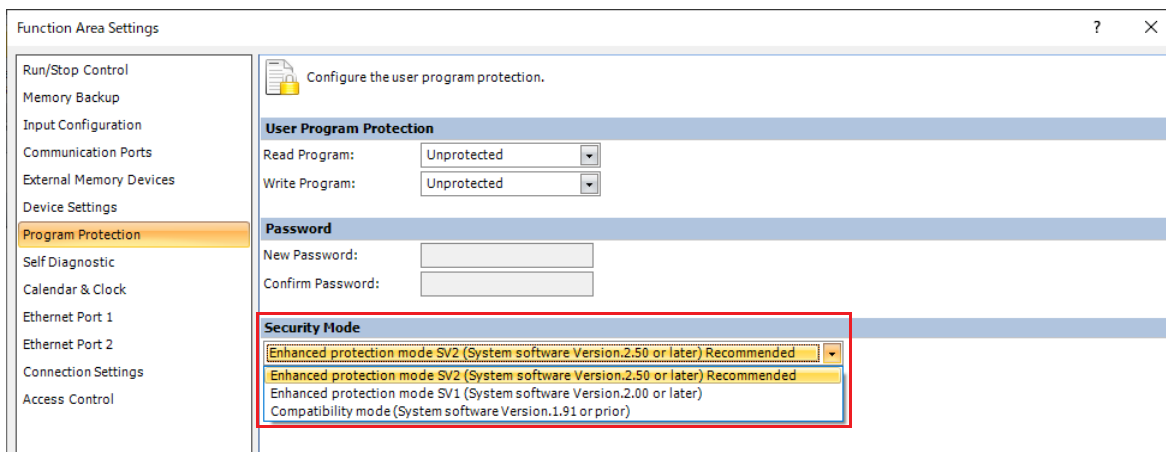 Function Area Settings
?
Run/Stop Control
Memory Backup
Input Configuration
Communication Ports
External Memory Devices
Device Settings
Program Protection
Self Diagnostic
Calendar & Clock
Ethernet Port 1
Ethernet Port 2
Connection Settings
Access Control
Configure the user program protection.
User Program Protection
Read Program: Unprotected
Write Program: Unprotected
Password
New Password:
Confirm Password:
Security Mode
Enhanced protection mode SV2 (System software Version.2.50 or later) Recommended
Enhanced protection mode SV2 (System software Version.2.50 or later) Recommended
Enhanced protection mode SV1 (System software Version.2.00 or later)
Compatibility mode (System software Version.1.91 or prior)